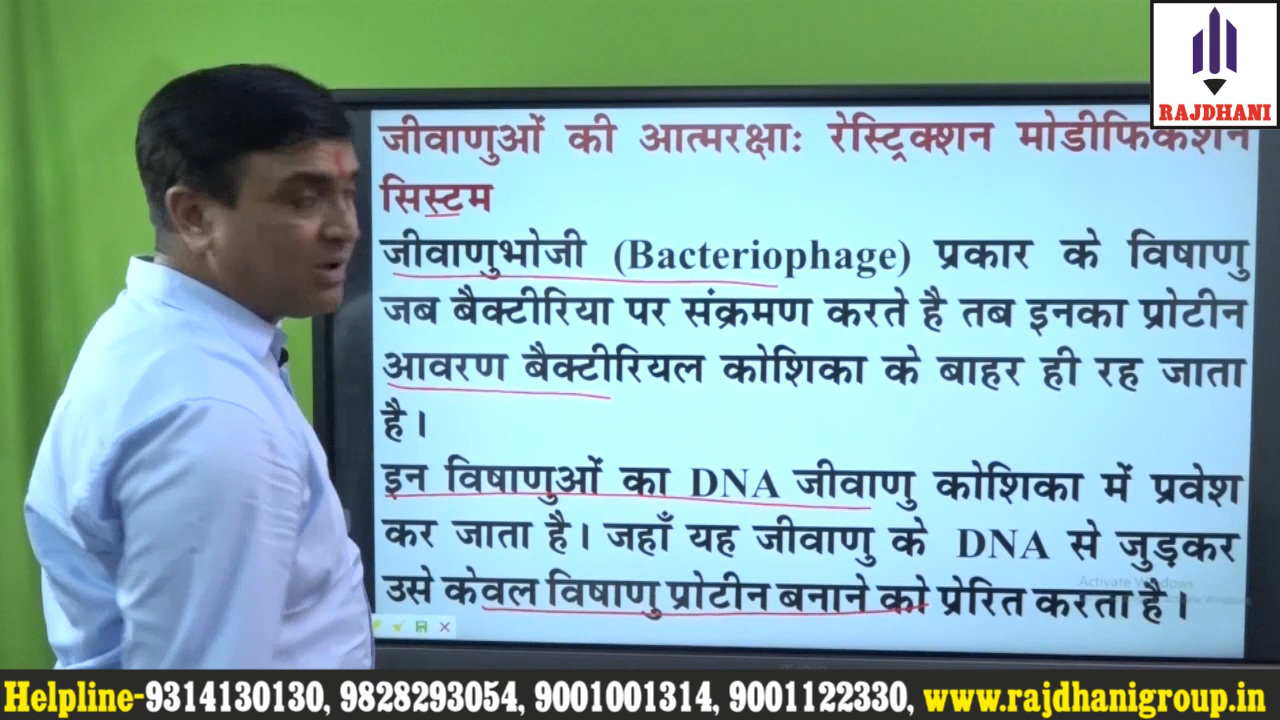 RAJDHANI
जीवाणुओं की आत्मरक्षाः रेस्ट्रिक्शन मोडीफिकेशन
सिस्टम
जीवाणुभोजी (Bacteriophage) प्रकार के विषाणु
जब बैक्टीरिया पर संक्रमण करते है तब इनका प्रोटीन
आवरण बैक्टीरियल कोशिका के बाहर ही रह जाता
है।
इन विषाणुओं का DNA जीवाणु कोशिका में प्रवेश
कर जाता है। जहाँ यह जीवाणु के DNA से जुड़कर
उसे केवल विषाणु प्रोटीन बनाने को प्रेरित करता है।
Activate Windows
Helpline-9314130130, 9828293054, 9001001314, 9001122330, www.rajdhanigroup.in